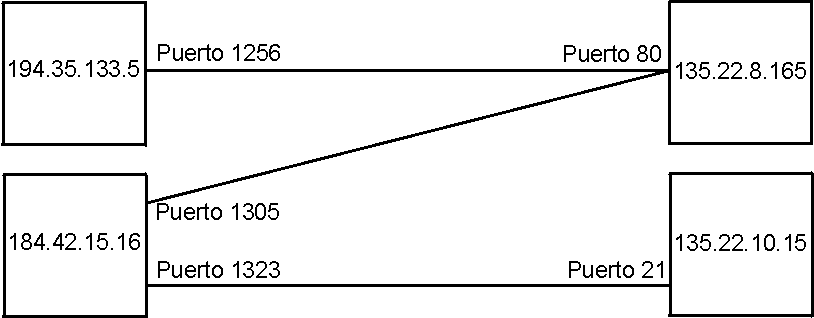 Puerto 1256
Puerto 80
194.35.133.5
135.22.8.165
Puerto 1305
184.42.15.16
135.22.10.15
Puerto 1323
Puerto 21